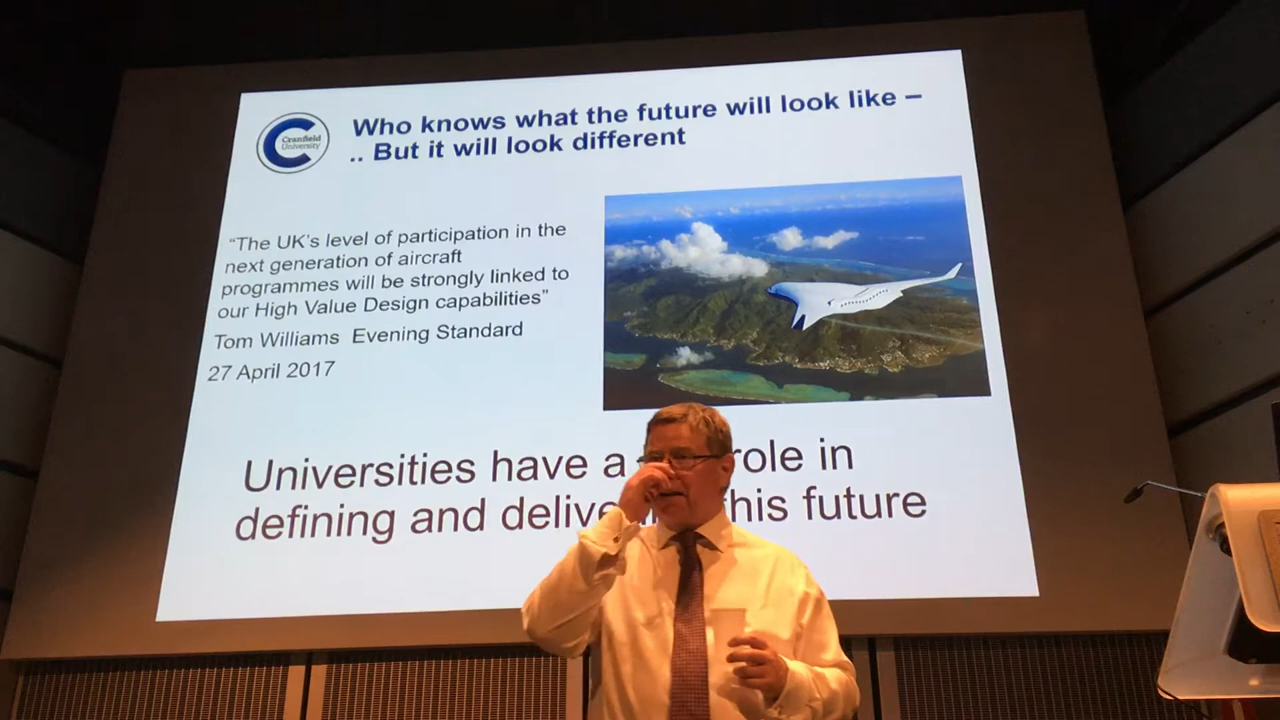 Cranfield
University
Who knows what the future will look like –
.. But it will look different
“The UK’s level of participation in the
next generation of aircraft
programmes will be strongly linked to
our High Value Design capabilities”
Tom Williams Evening Standard
27 April 2017
Universities have a role in
defining and this future